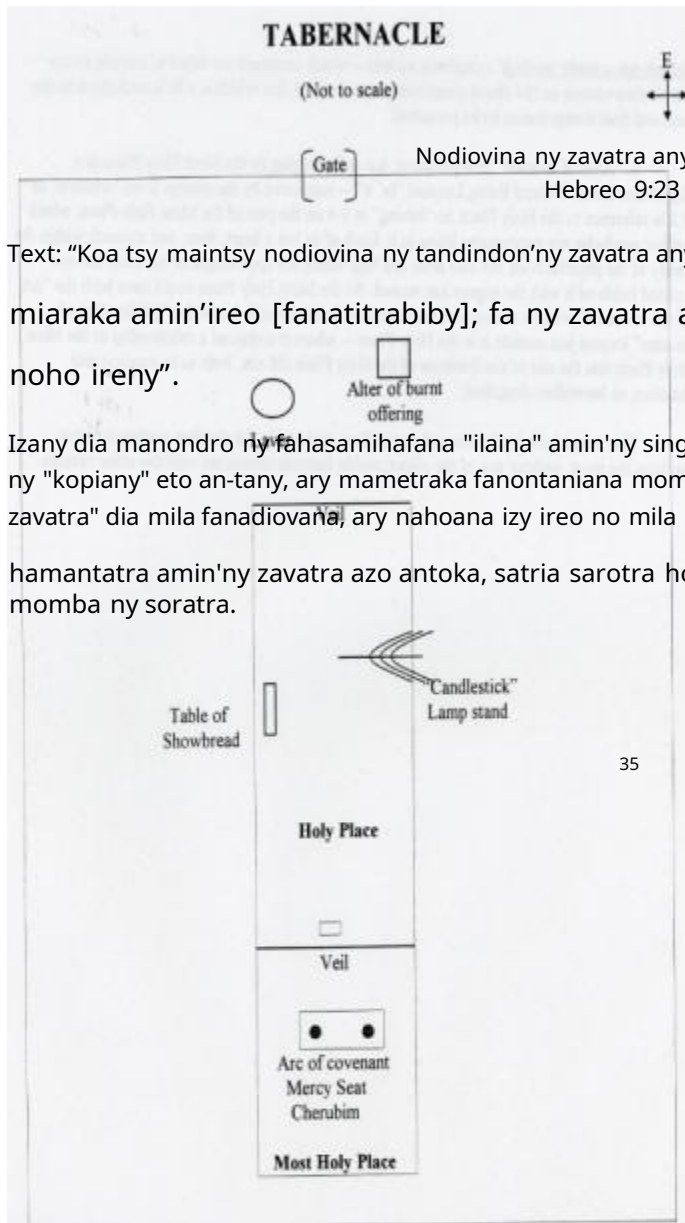 TABERNACLE
(Not to scale)
E
Gate
Nodiovina ny zavatra any
Hebreo 9:23
Text: “Koa tsy maintsy nodiovina ny tandindon’ny zavatra any
miaraka amin’ireo [fanatitrabiby]; fa ny zavatra a
noho ireny”.
Alter of burnt
offering
Laver
Izany dia manondro ny fahasamihafana "ilaina" amin'ny sing
ny "kopiany" eto an-tany, ary mametraka fanontaniana mom
Veil
zavatra" dia mila fanadiovana, ary nahoana izy ireo no mila
hamantatra amin'ny zavatra azo antoka, satria sarotra ho
momba ny soratra.
"Candlestick"
Lamp stand
Table of
Showbread
35
Holy Place
Veil
Arc of covenant
Mercy Seat
Cherubim
Most Holy Place